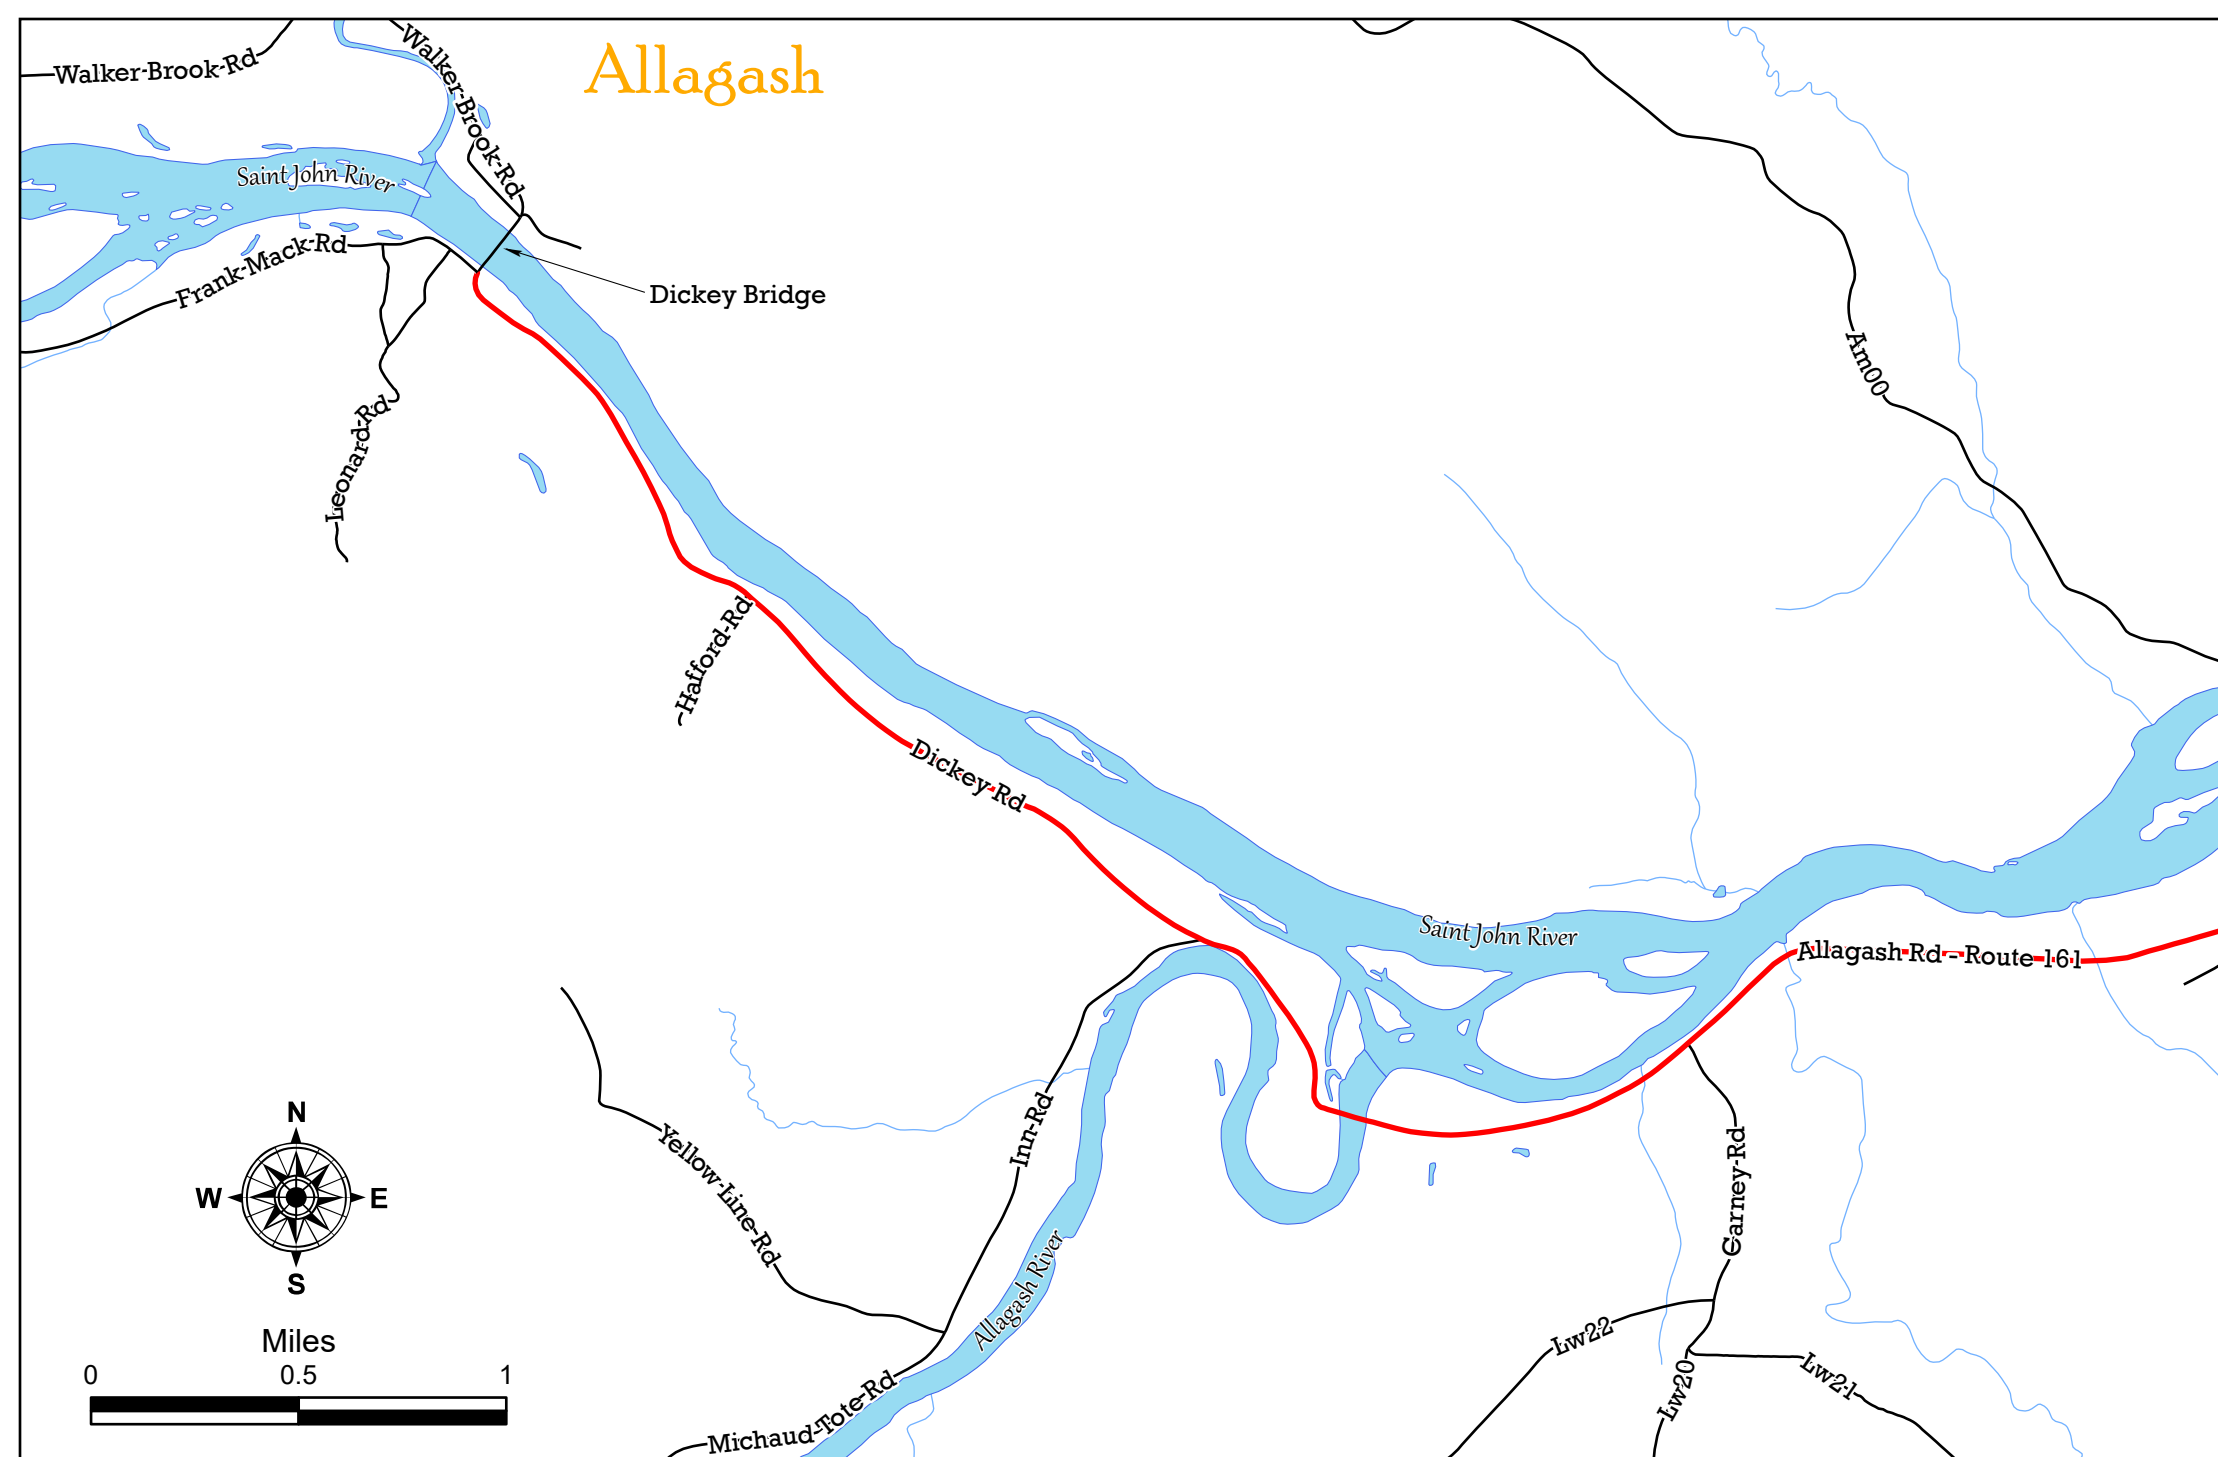 Allagash
Walker-Brook-Rd
Walker-Brook-Rd
Saint John River
Frank-Mack-Rd
Dickey Bridge
Am00
Leonard-Rd
Hafford-Rd
Dickey-Rd
Saint John River
Allagash-Rd - Route 161
Inn-Rd
Yellow-Line-Rd
Carney-Rd
Allagash River
Lw22
Lw20
Lw21
Michaud-Tote-Rd
N
W
E
S
Miles
0 0.5 1